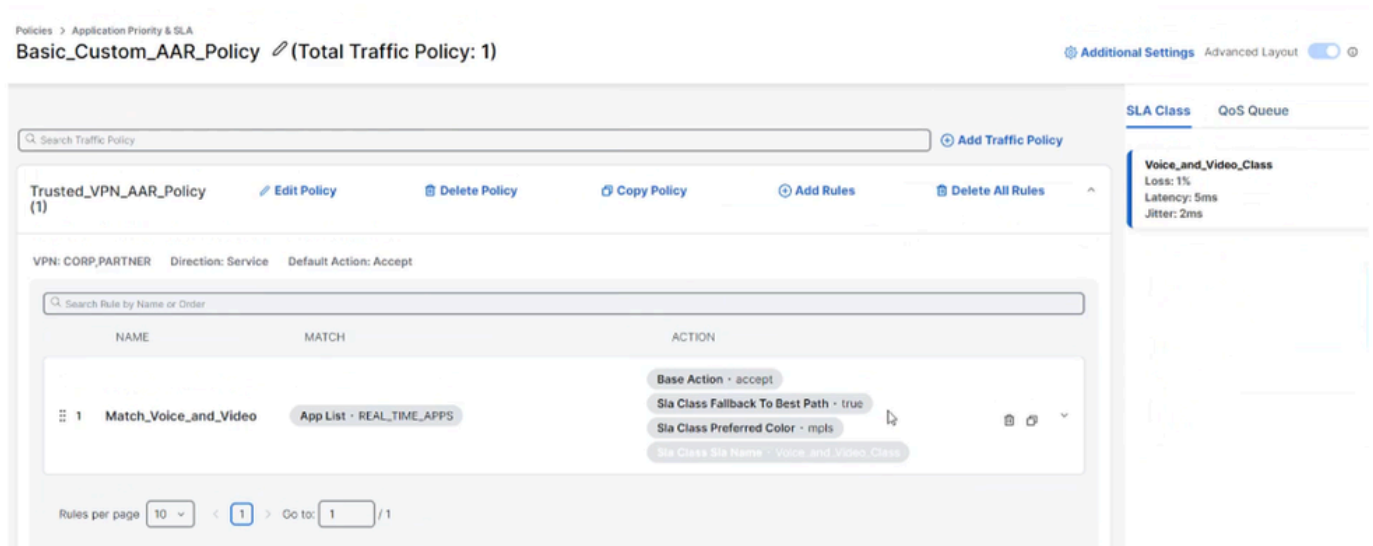 Policies > Application Priority & SLA
Basic_Custom_AAR_Policy (Total Traffic Policy: 1)
Additional Settings Advanced Layout
SLA Class QoS Queue
Search Traffic Policy
Add Traffic Policy
Voice_and_Video_Class
Loss: 1%
Latency: 5ms
Jitter: 2ms
Trusted_VPN_AAR_Policy
(1)
Edit Policy Delete Policy Copy Policy Add Rules Delete All Rules
VPN: CORP,PARTNER Direction: Service Default Action: Accept
Search Rule by Name or Order
NAME MATCH ACTION
1 Match_Voice_and_Video App List · REAL_TIME_APPS
Base Action · accept
Sla Class Fallback To Best Path · true
Sla Class Preferred Color · mpls
Sla Class Sla Name · Voice_and_Video_Class
Rules per page 10 < 1 > Go to: 1 / 1